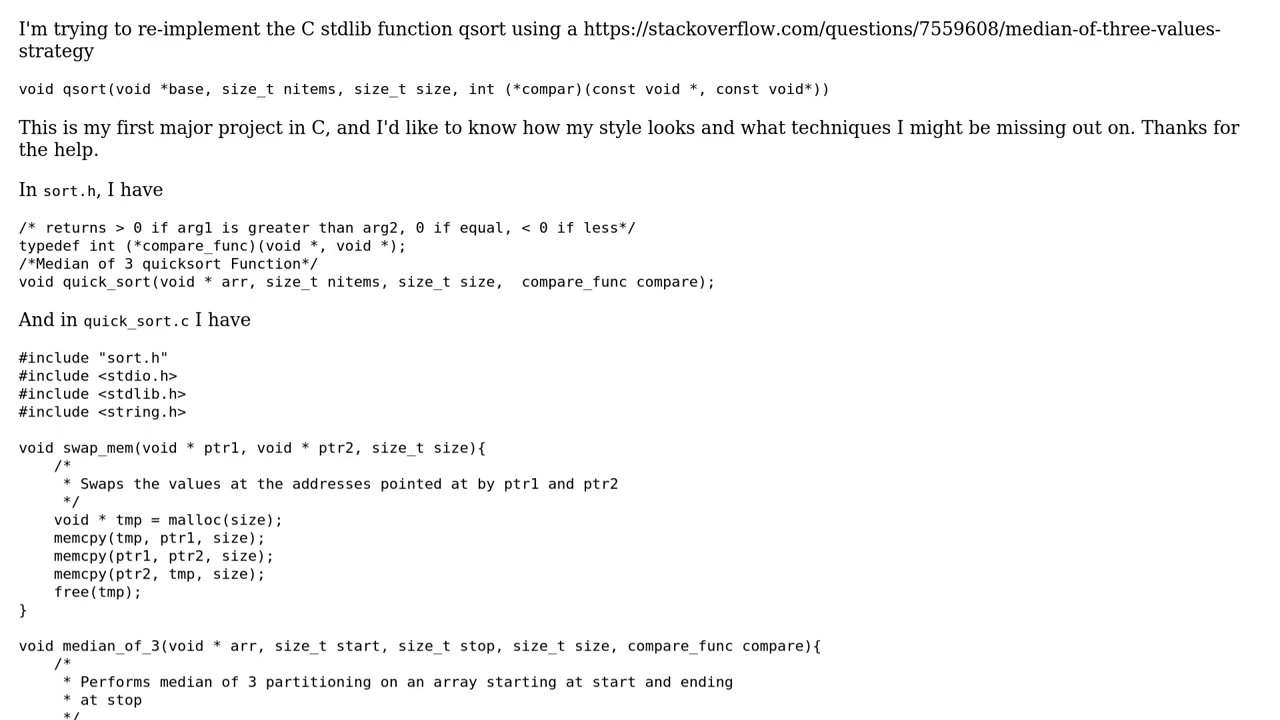 I'm trying to re-implement the C stdlib function qsort using a https://stackoverflow.com/questions/7559608/median-of-three-values-
strategy
void qsort(void *base, size_t nitems, size_t size, int (*compar)(const void *, const void*))
This is my first major project in C, and I'd like to know how my style looks and what techniques I might be missing out on. Thanks for
the help.
In sort.h, I have
/* returns > 0 if arg1 is greater than arg2, 0 if equal, < 0 if less*/
typedef int (*compare_func)(void *, void *);
/*Median of 3 quicksort Function*/
void quick_sort(void * arr, size_t nitems, size_t size,  compare_func compare);
And in quick_sort.c I have
#include "sort.h"
#include <stdio.h>
#include <stdlib.h>
#include <string.h>
void swap_mem(void * ptr1, void * ptr2, size_t size){
    /*
     * Swaps the values at the addresses pointed at by ptr1 and ptr2
     */
    void * tmp = malloc(size);
    memcpy(tmp, ptr1, size);
    memcpy(ptr1, ptr2, size);
    memcpy(ptr2, tmp, size);
    free(tmp);
}
void median_of_3(void * arr, size_t start, size_t stop, size_t size, compare_func compare){
    /*
     * Performs median of 3 partitioning on an array starting at start and ending
     * at stop
     */